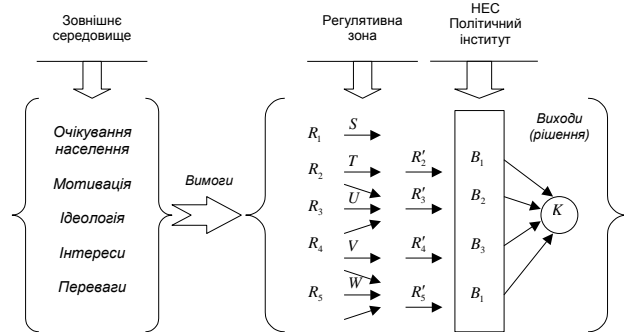 Зовнішнє
середовище
Регулятивна
зона
НЕС
Політичний
інститут
Очікування
населення
Мотивація
Ідеологія
Інтереси
Переваги
Вимоги
R₁ S
R₂ T R′₂ B₁
R₃ U R′₃ B₂
R₄ V R′₄ B₃
R₅ W R′₅ B₁
Виходи
(рішення)
K